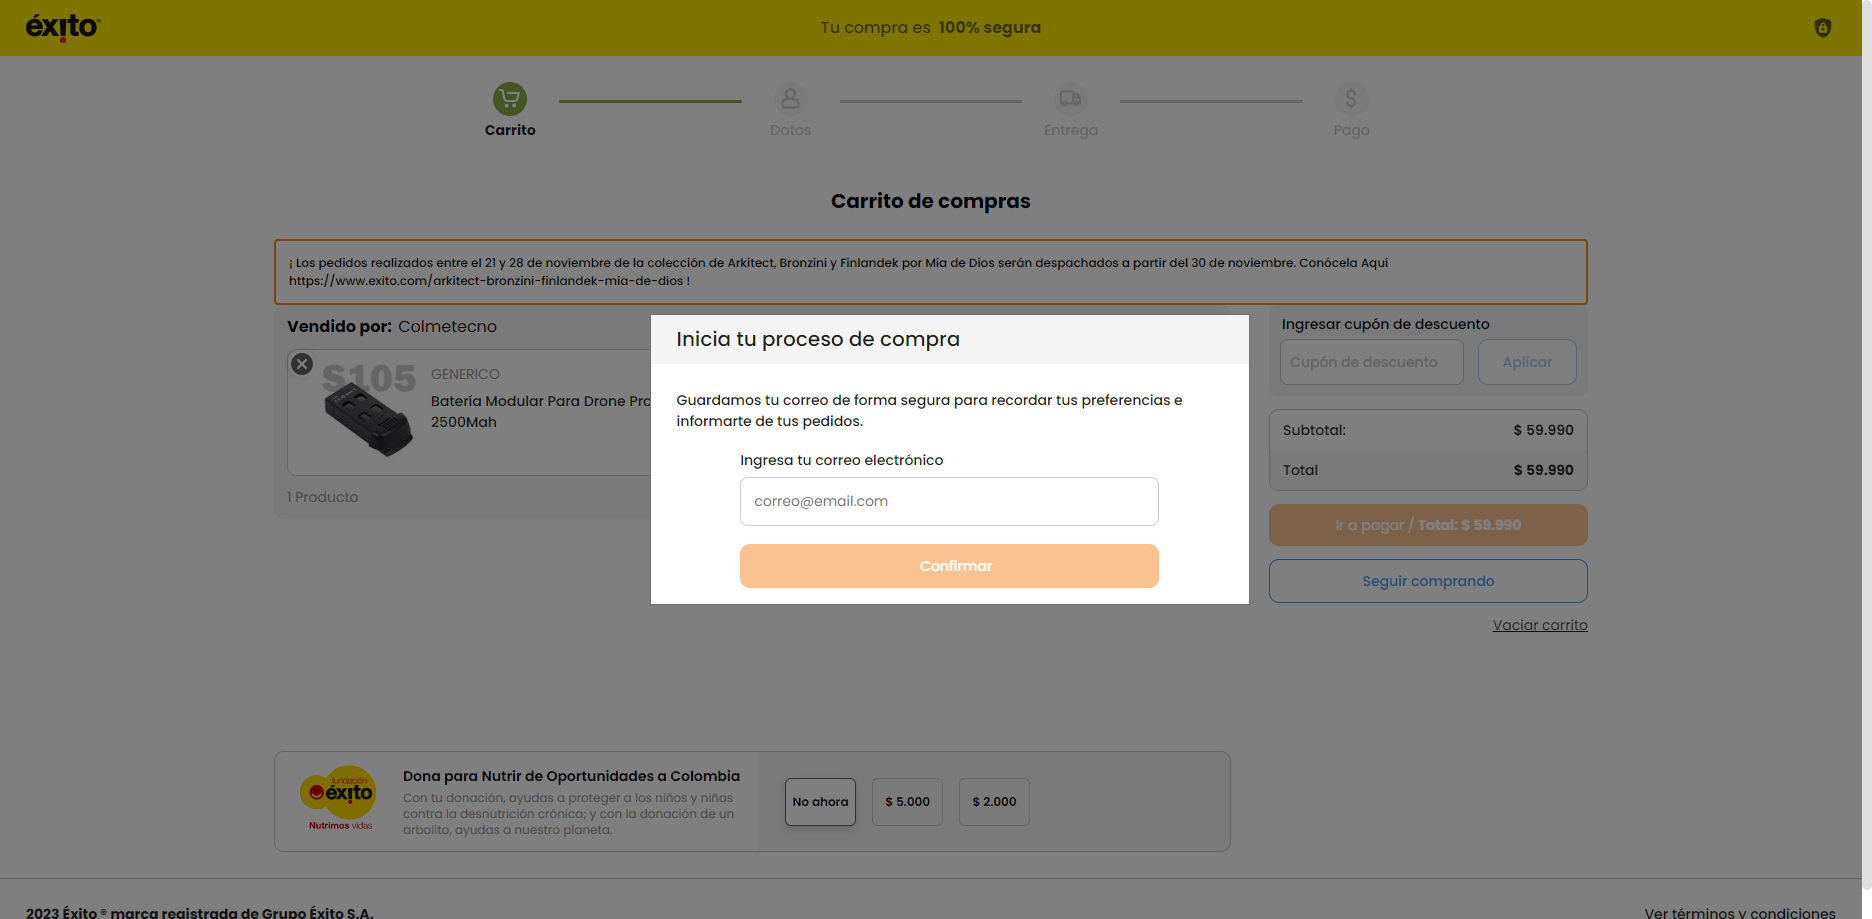 éxito
Tu compra es 100% segura
Carrito
Datos
Entrega
Pago
Carrito de compras
¡ Los pedidos realizados entre el 21 y 28 de noviembre de la colección de Arkitect, Bronzini y Finlandek por Mia de Dios serán despachados a partir del 30 de noviembre. Conócela Aquí
https://www.exito.com/arkitect-bronzini-finlandek-mia-de-dios !
Vendido por: Colmetecno
S105
GENERICO
Batería Modular Para Drone Pro
2500Mah
1 Producto
Inicia tu proceso de compra
Guardamos tu correo de forma segura para recordar tus preferencias e
informarte de tus pedidos.
Ingresa tu correo electrónico
correo@email.com
Confirmar
Ingresar cupón de descuento
Cupón de descuento
Aplicar
Subtotal: $ 59.990
Total $ 59.990
Ir a pagar / Total: $ 59.990
Seguir comprando
Vaciar carrito
fundación
éxito
Nutrimos vidas
Dona para Nutrir de Oportunidades a Colombia
Con tu donación, ayudas a proteger a los niños y niñas
contra la desnutrición crónica; y con la donación de un
arbolito, ayudas a nuestro planeta.
No ahora
$ 5.000
$ 2.000
2023 Éxito ® marca registrada de Grupo Éxito S.A.
Ver términos y condiciones